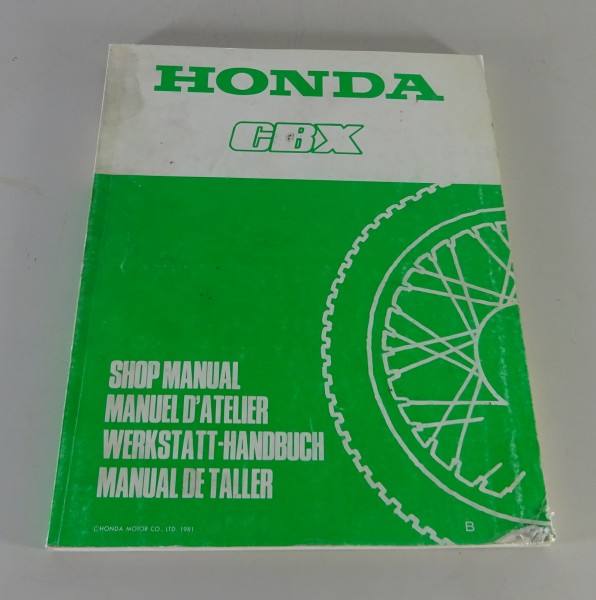 HONDA
CBX
SHOP MANUAL
MANUEL D'ATELIER
WERKSTATT-HANDBUCH
MANUAL DE TALLER
©HONDA MOTOR CO., LTD. 1981
B